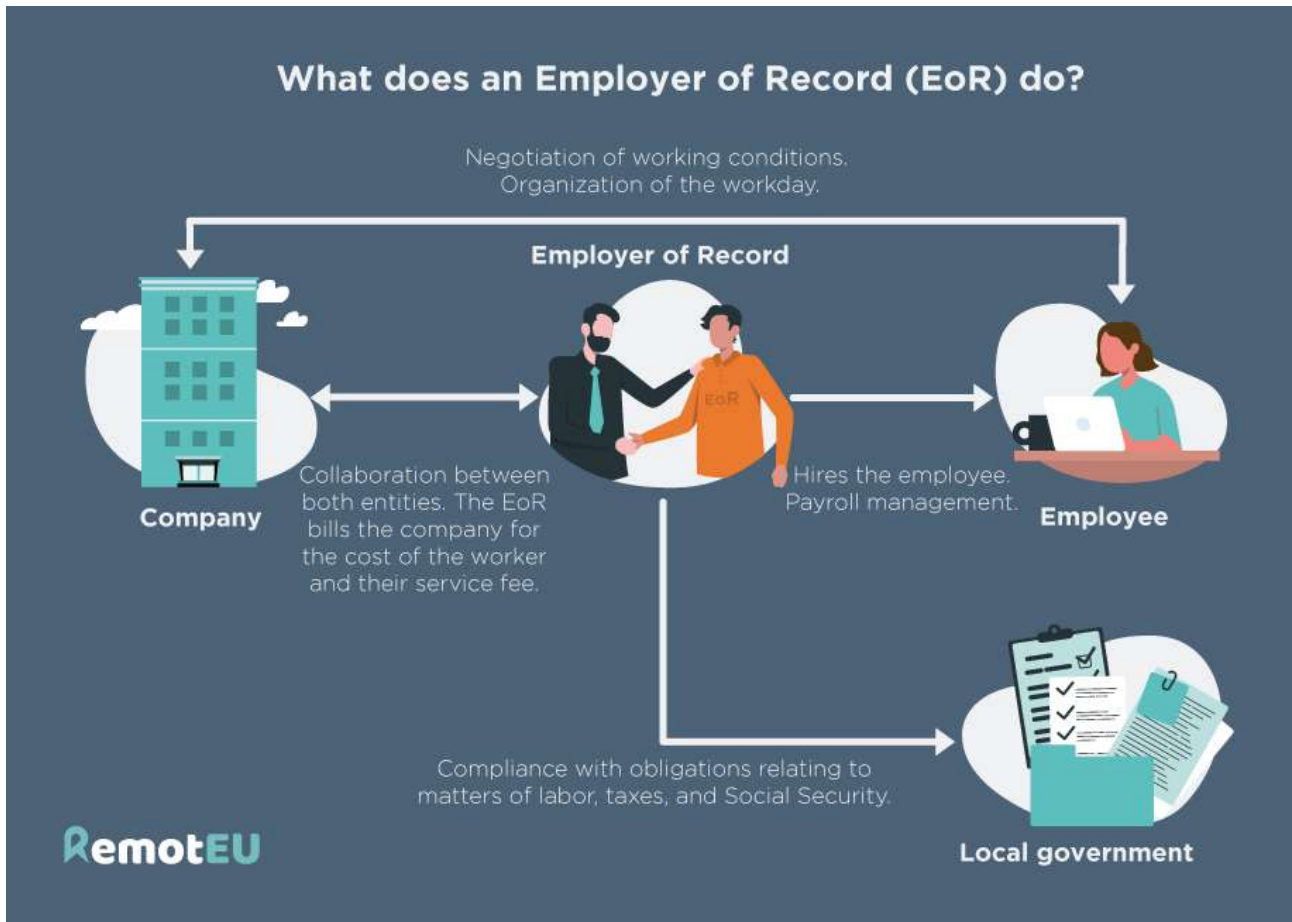 What does an Employer of Record (EoR) do?
Negotiation of working conditions.
Organization of the workday.
Employer of Record
EoR
Company
Collaboration between
both entities. The EoR
bills the company for
the cost of the worker
and their service fee.
Hires the employee.
Payroll management.
Employee
Compliance with obligations relating to
matters of labor, taxes, and Social Security.
Local government
RemotEU